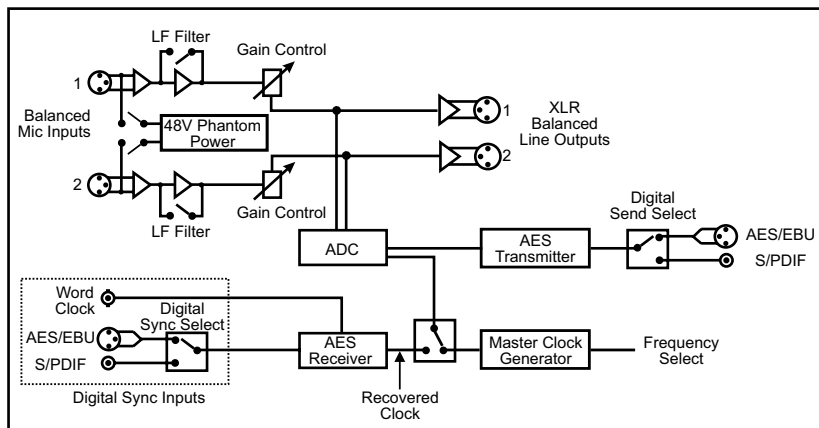 LF Filter
Gain Control
1
Balanced
Mic Inputs
48V Phantom
Power
1
XLR
Balanced
Line Outputs
2
2
LF Filter
Gain Control
Digital
Send Select
ADC
AES
Transmitter
AES/EBU
S/PDIF
Word
Clock
Digital
Sync Select
AES/EBU
S/PDIF
AES
Receiver
Master Clock
Generator
Frequency
Select
Digital Sync Inputs
Recovered
Clock